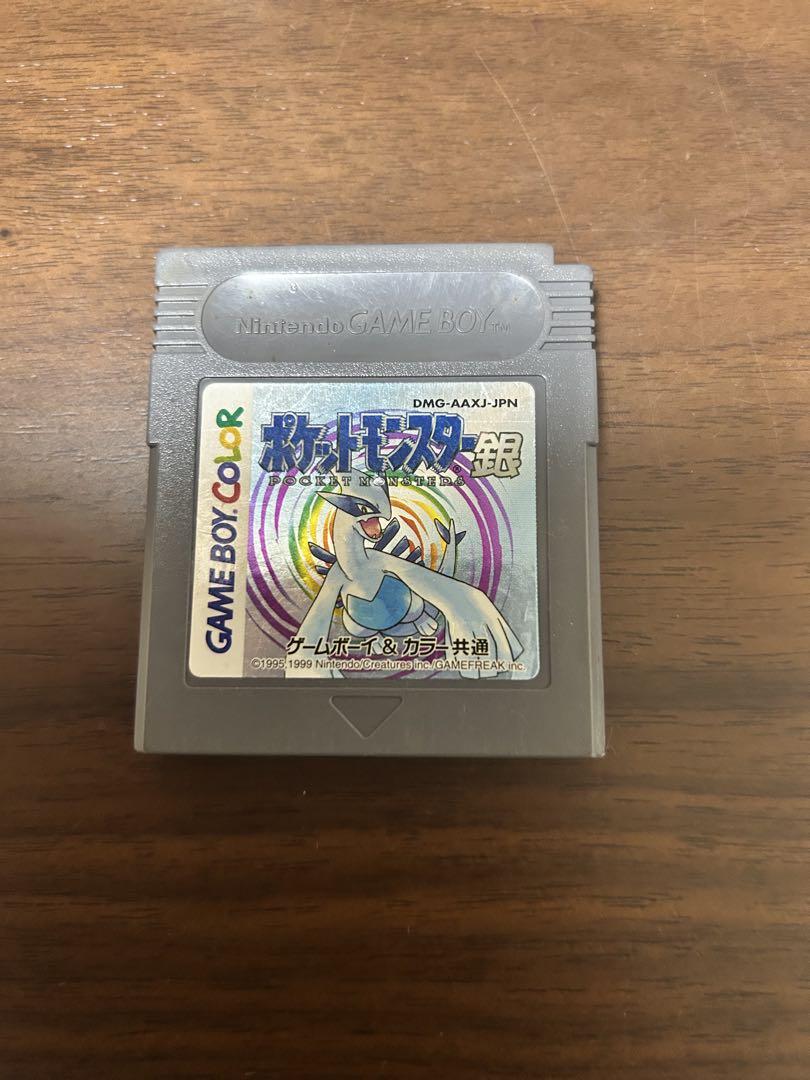 Nintendo GAME BOY TM
DMG-AAXJ-JPN
GAME BOY COLOR
ポケットモンスター銀
POCKET MONSTERS
ゲームボーイ & カラー共通
©1995,1999 Nintendo/Creatures inc./GAMEFREAK inc.